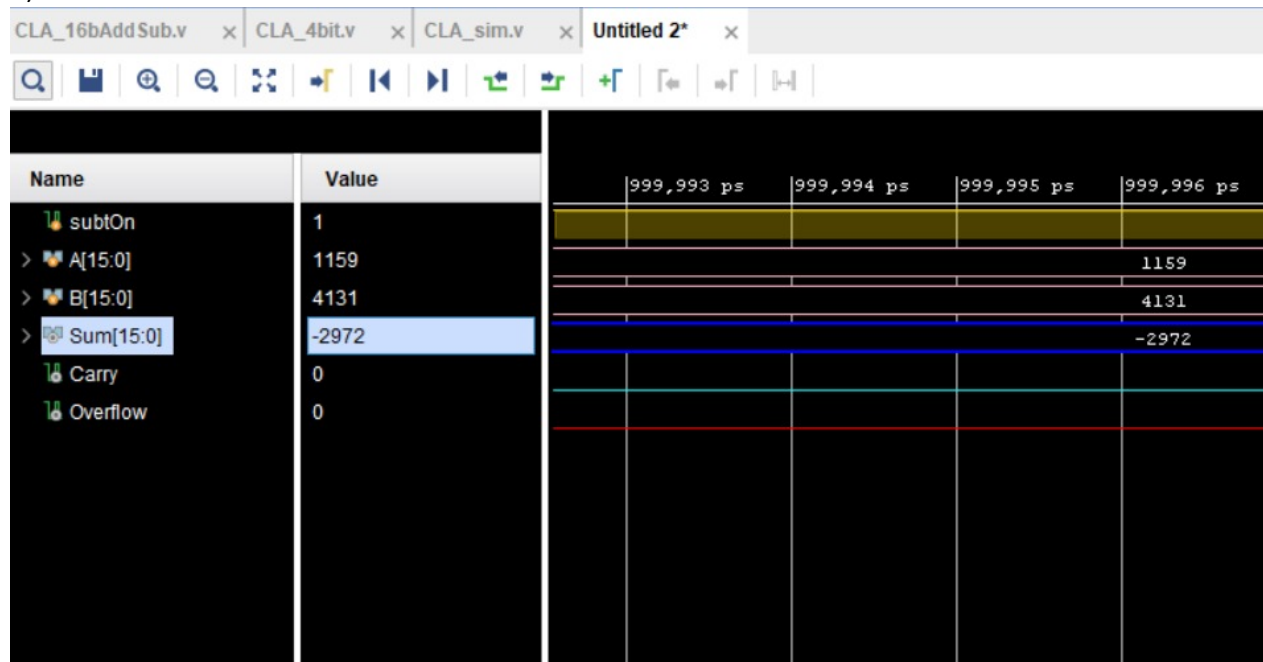 CLA_16bAddSub.v × CLA_4bit.v × CLA_sim.v × Untitled 2* ×
Name Value 999,993 ps 999,994 ps 999,995 ps 999,996 ps
subtOn 1
A[15:0] 1159 1159
B[15:0] 4131 4131
Sum[15:0] -2972 -2972
Carry 0
Overflow 0